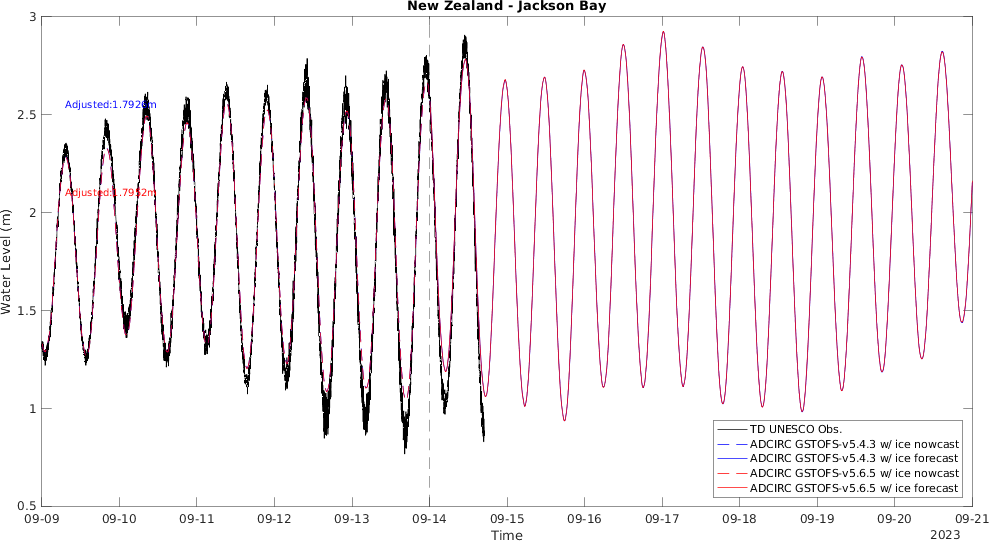 New Zealand - Jackson Bay
3
2.5
2
1.5
1
0.5
Water Level (m)
Adjusted:1.7926m
Adjusted:1.7952m
TD UNESCO Obs.
ADCIRC GSTOFS-v5.4.3 w/ ice nowcast
ADCIRC GSTOFS-v5.4.3 w/ ice forecast
ADCIRC GSTOFS-v5.6.5 w/ ice nowcast
ADCIRC GSTOFS-v5.6.5 w/ ice forecast
09-09 09-10 09-11 09-12 09-13 09-14 09-15 09-16 09-17 09-18 09-19 09-20 09-21
Time
2023